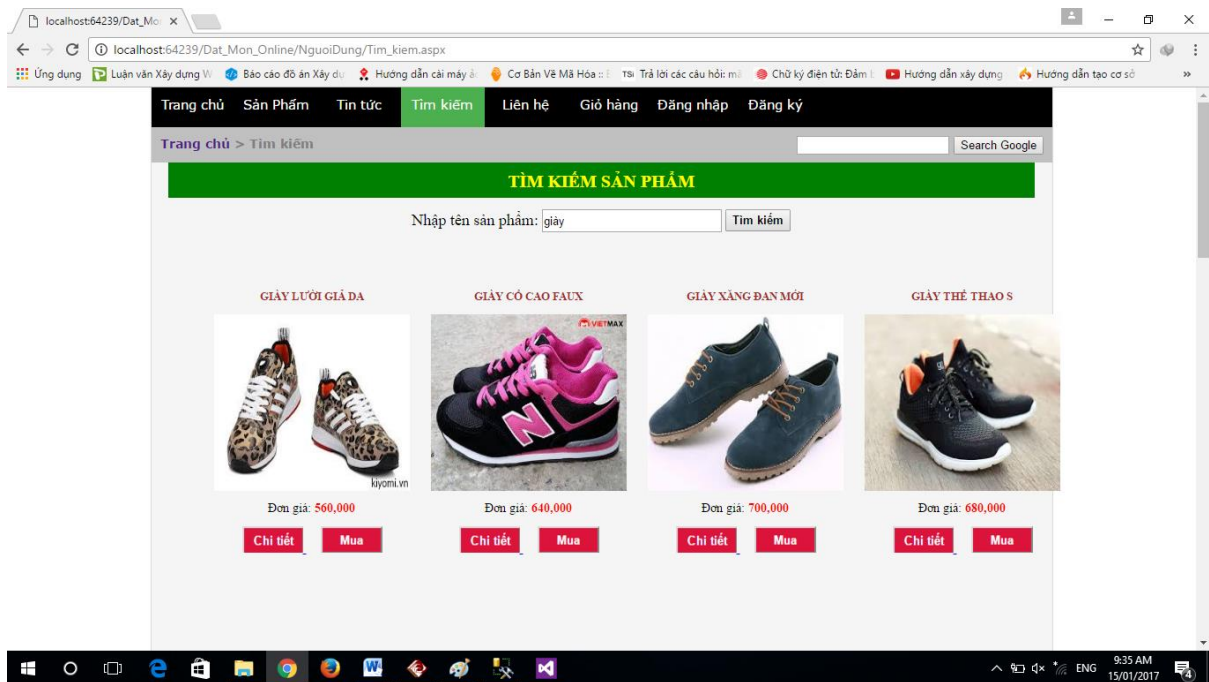 localhost:64239/Dat_Mo
localhost:64239/Dat_Mon_Online/NguoiDung/Tim_kiem.aspx
Ứng dụng Luận văn Xây dựng W Báo cáo đồ án Xây dự Hướng dẫn cài máy ả Cơ Bản Về Mã Hóa :: TSI Trả lời các câu hỏi: mã Chữ ký điện tử: Đảm Hướng dẫn xây dựng Hướng dẫn tạo cơ sở »
Trang chủ Sản Phẩm Tin tức Tìm kiếm Liên hệ Giỏ hàng Đăng nhập Đăng ký
Trang chủ > Tìm kiếm Search Google
TÌM KIẾM SẢN PHẨM
Nhập tên sản phẩm: giày Tìm kiếm
GIÀY LƯỜI GIẢ DA GIÀY CỔ CAO FAUX GIÀY XĂNG ĐAN MỚI GIÀY THỂ THAO S
VIETMAX
N
kiyomi.vn
Đơn giá: 560,000 Đơn giá: 640,000 Đơn giá: 700,000 Đơn giá: 680,000
Chi tiết Mua Chi tiết Mua Chi tiết Mua Chi tiết Mua
ENG 9:35 AM
15/01/2017
4